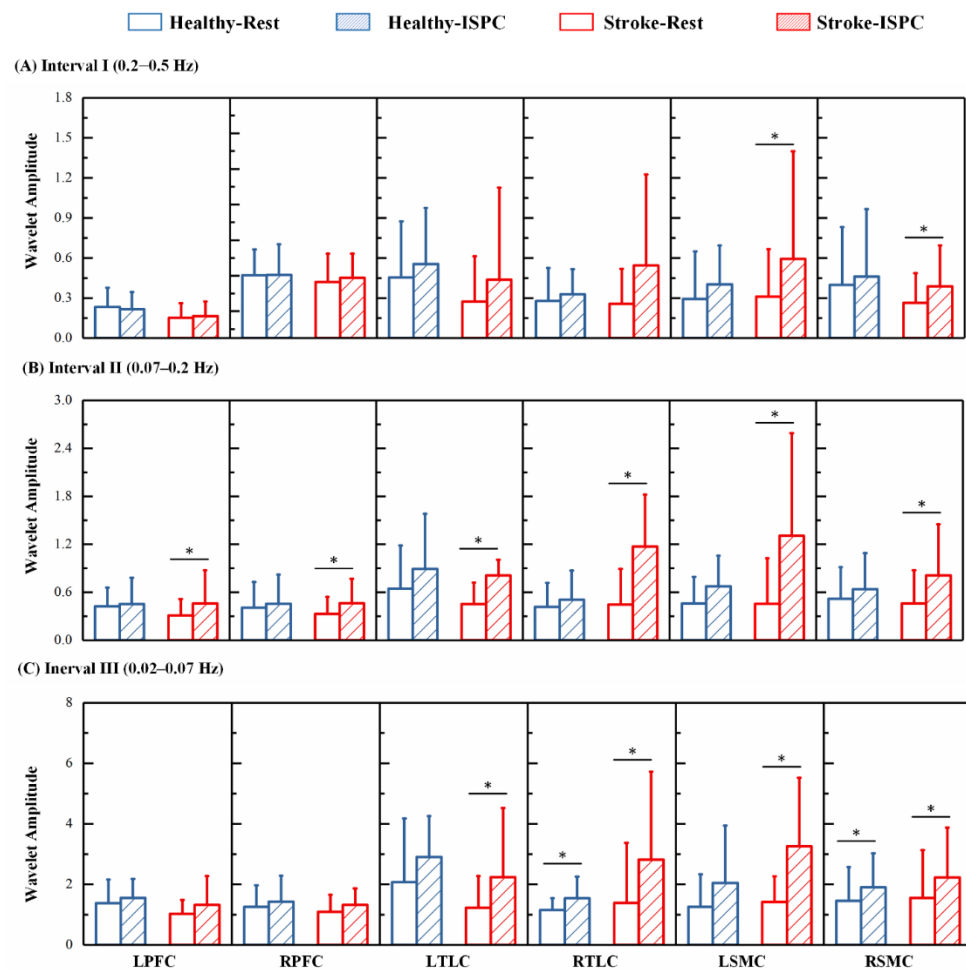 Healthy-Rest Healthy-ISPC Stroke-Rest Stroke-ISPC
(A) Interval I (0.2–0.5 Hz)
Wavelet Amplitude
1.8
1.5
1.2
0.9
0.6
0.3
0.0
* *
(B) Interval II (0.07–0.2 Hz)
Wavelet Amplitude
3.0
2.4
1.8
1.2
0.6
0.0
* * * * * *
(C) Inerval III (0.02–0.07 Hz)
Wavelet Amplitude
8
6
4
2
0
* * * * * *
LPFC RPFC LTLC RTLC LSMC RSMC